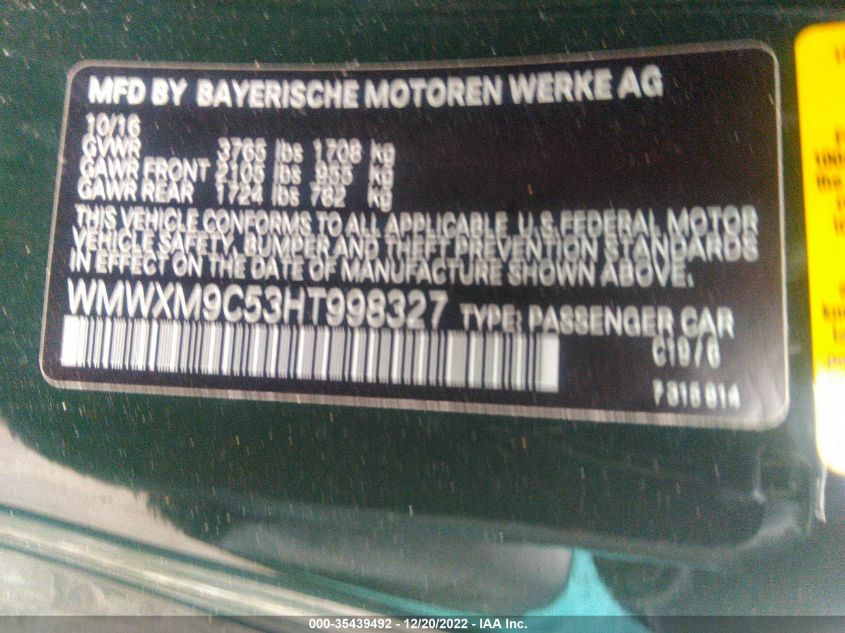 MFD BY BAYERISCHE MOTOREN WERKE AG
10/16
GVWR 3765 lbs 1708 kg
GAWR FRONT 2105 lbs 955 kg
GAWR REAR 1724 lbs 782 kg
THIS VEHICLE CONFORMS TO ALL APPLICABLE U.S.FEDERAL MOTOR
VEHICLE SAFETY, BUMPER AND THEFT PREVENTION STANDARDS
IN EFFECT ON THE DATE OF MANUFACTURE SHOWN ABOVE.
WMWXM9C53HT998327 TYPE: PASSENGER CAR
C19/6
7315914
000-35439492 - 12/20/2022 - IAA Inc.